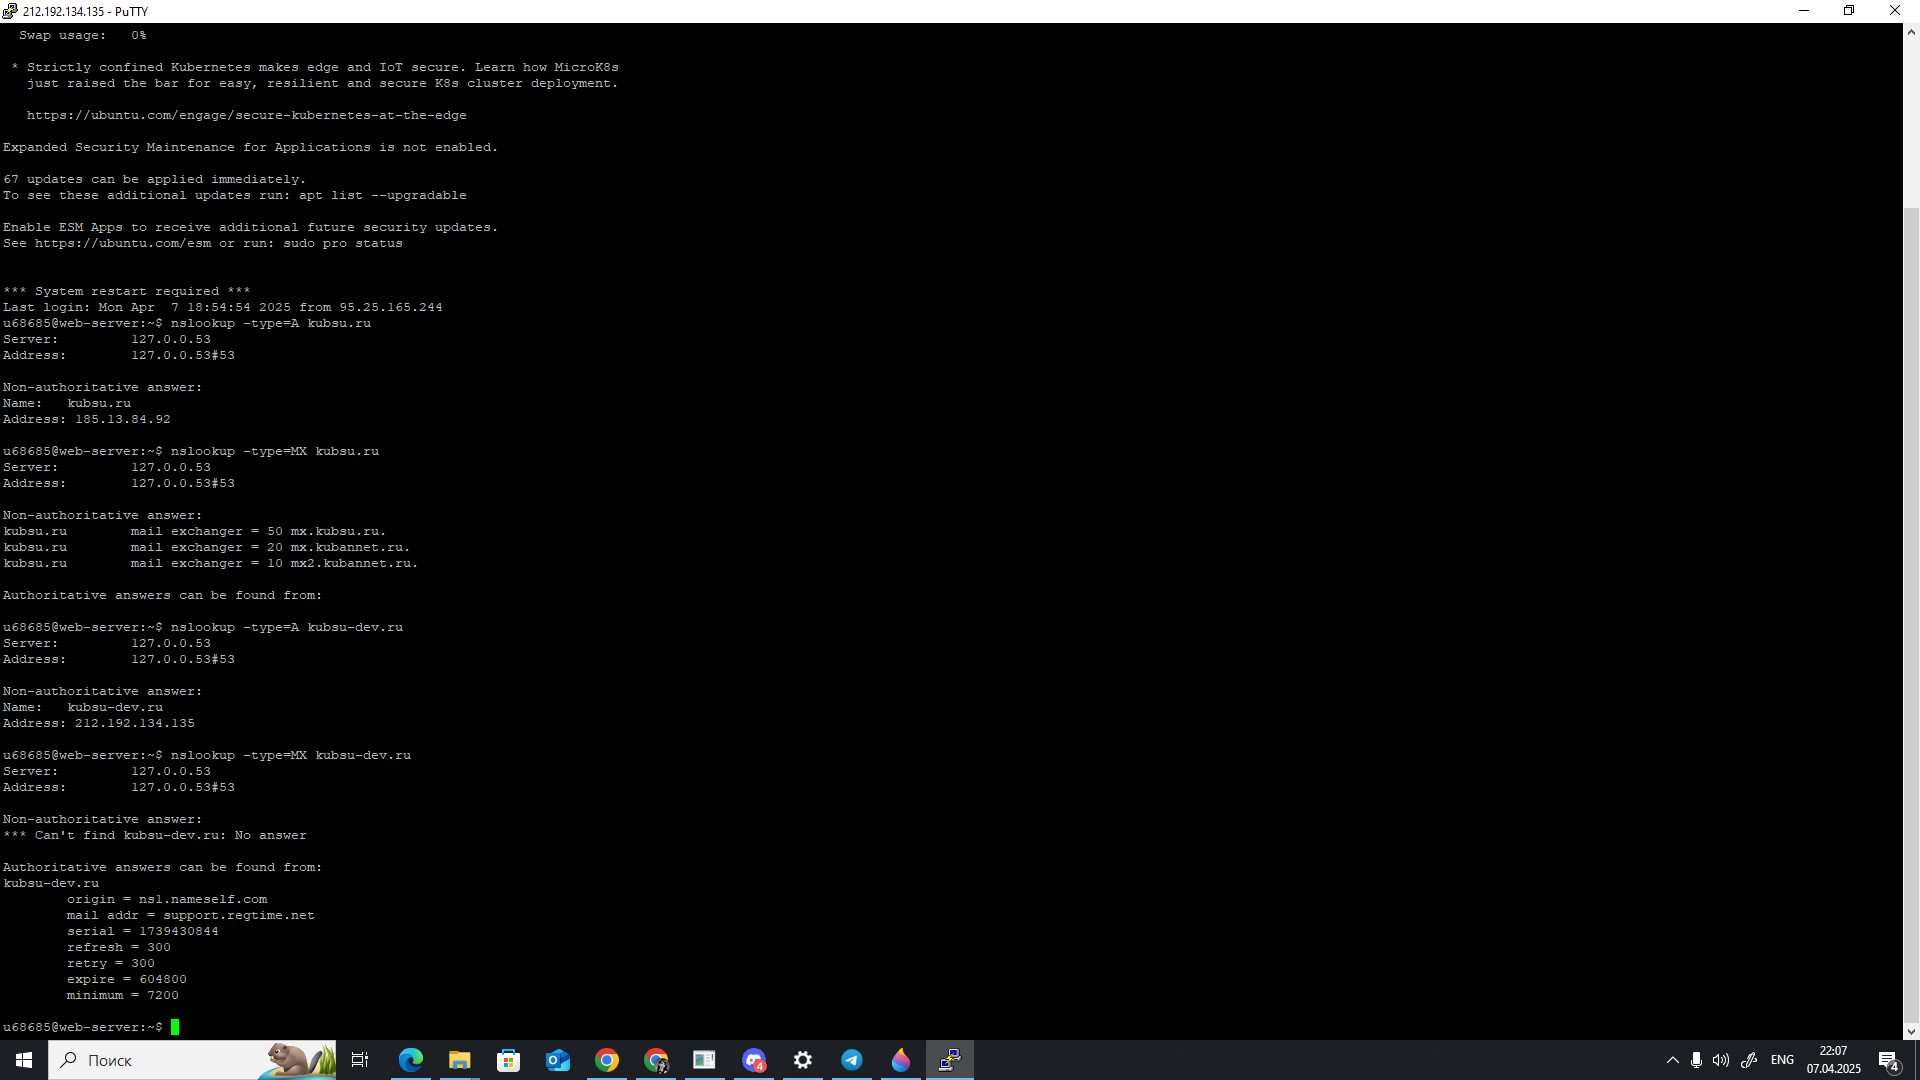 212.192.134.135 - PuTTY
Swap usage:   0%
* Strictly confined Kubernetes makes edge and IoT secure. Learn how MicroK8s
just raised the bar for easy, resilient and secure K8s cluster deployment.
https://ubuntu.com/engage/secure-kubernetes-at-the-edge
Expanded Security Maintenance for Applications is not enabled.
67 updates can be applied immediately.
To see these additional updates run: apt list --upgradable
Enable ESM Apps to receive additional future security updates.
See https://ubuntu.com/esm or run: sudo pro status
*** System restart required ***
Last login: Mon Apr  7 18:54:54 2025 from 95.25.165.244
u68685@web-server:~$ nslookup -type=A kubsu.ru
Server:         127.0.0.53
Address:        127.0.0.53#53
Non-authoritative answer:
Name:   kubsu.ru
Address: 185.13.84.92
u68685@web-server:~$ nslookup -type=MX kubsu.ru
Server:         127.0.0.53
Address:        127.0.0.53#53
Non-authoritative answer:
kubsu.ru        mail exchanger = 50 mx.kubsu.ru.
kubsu.ru        mail exchanger = 20 mx.kubannet.ru.
kubsu.ru        mail exchanger = 10 mx2.kubannet.ru.
Authoritative answers can be found from:
u68685@web-server:~$ nslookup -type=A kubsu-dev.ru
Server:         127.0.0.53
Address:        127.0.0.53#53
Non-authoritative answer:
Name:   kubsu-dev.ru
Address: 212.192.134.135
u68685@web-server:~$ nslookup -type=MX kubsu-dev.ru
Server:         127.0.0.53
Address:        127.0.0.53#53
Non-authoritative answer:
*** Can't find kubsu-dev.ru: No answer
Authoritative answers can be found from:
kubsu-dev.ru
origin = ns1.nameself.com
mail addr = support.regtime.net
serial = 1739430844
refresh = 300
retry = 300
expire = 604800
minimum = 7200
u68685@web-server:~$
Поиск
4
ENG
22:07
07.04.2025
4